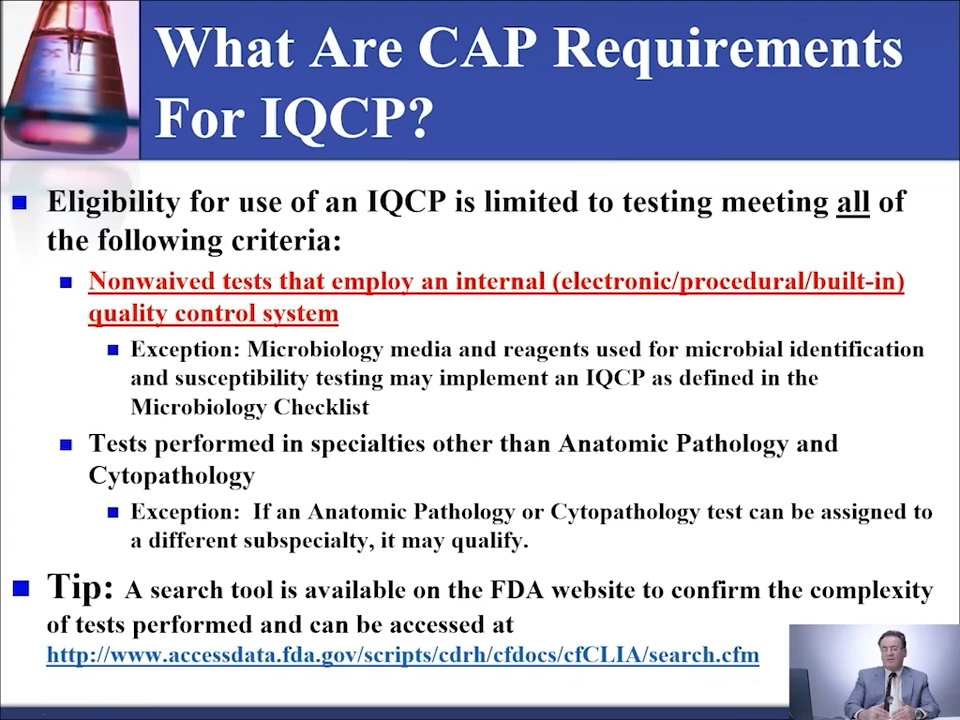 What Are CAP Requirements
For IQCP?
Eligibility for use of an IQCP is limited to testing meeting all of
the following criteria:
Nonwaived tests that employ an internal (electronic/procedural/built-in)
quality control system
Exception: Microbiology media and reagents used for microbial identification
and susceptibility testing may implement an IQCP as defined in the
Microbiology Checklist
Tests performed in specialties other than Anatomic Pathology and
Cytopathology
Exception: If an Anatomic Pathology or Cytopathology test can be assigned to
a different subspecialty, it may qualify.
Tip: A search tool is available on the FDA website to confirm the complexity
of tests performed and can be accessed at
http://www.accessdata.fda.gov/scripts/cdrh/cfdocs/cfCLIA/search.cfm